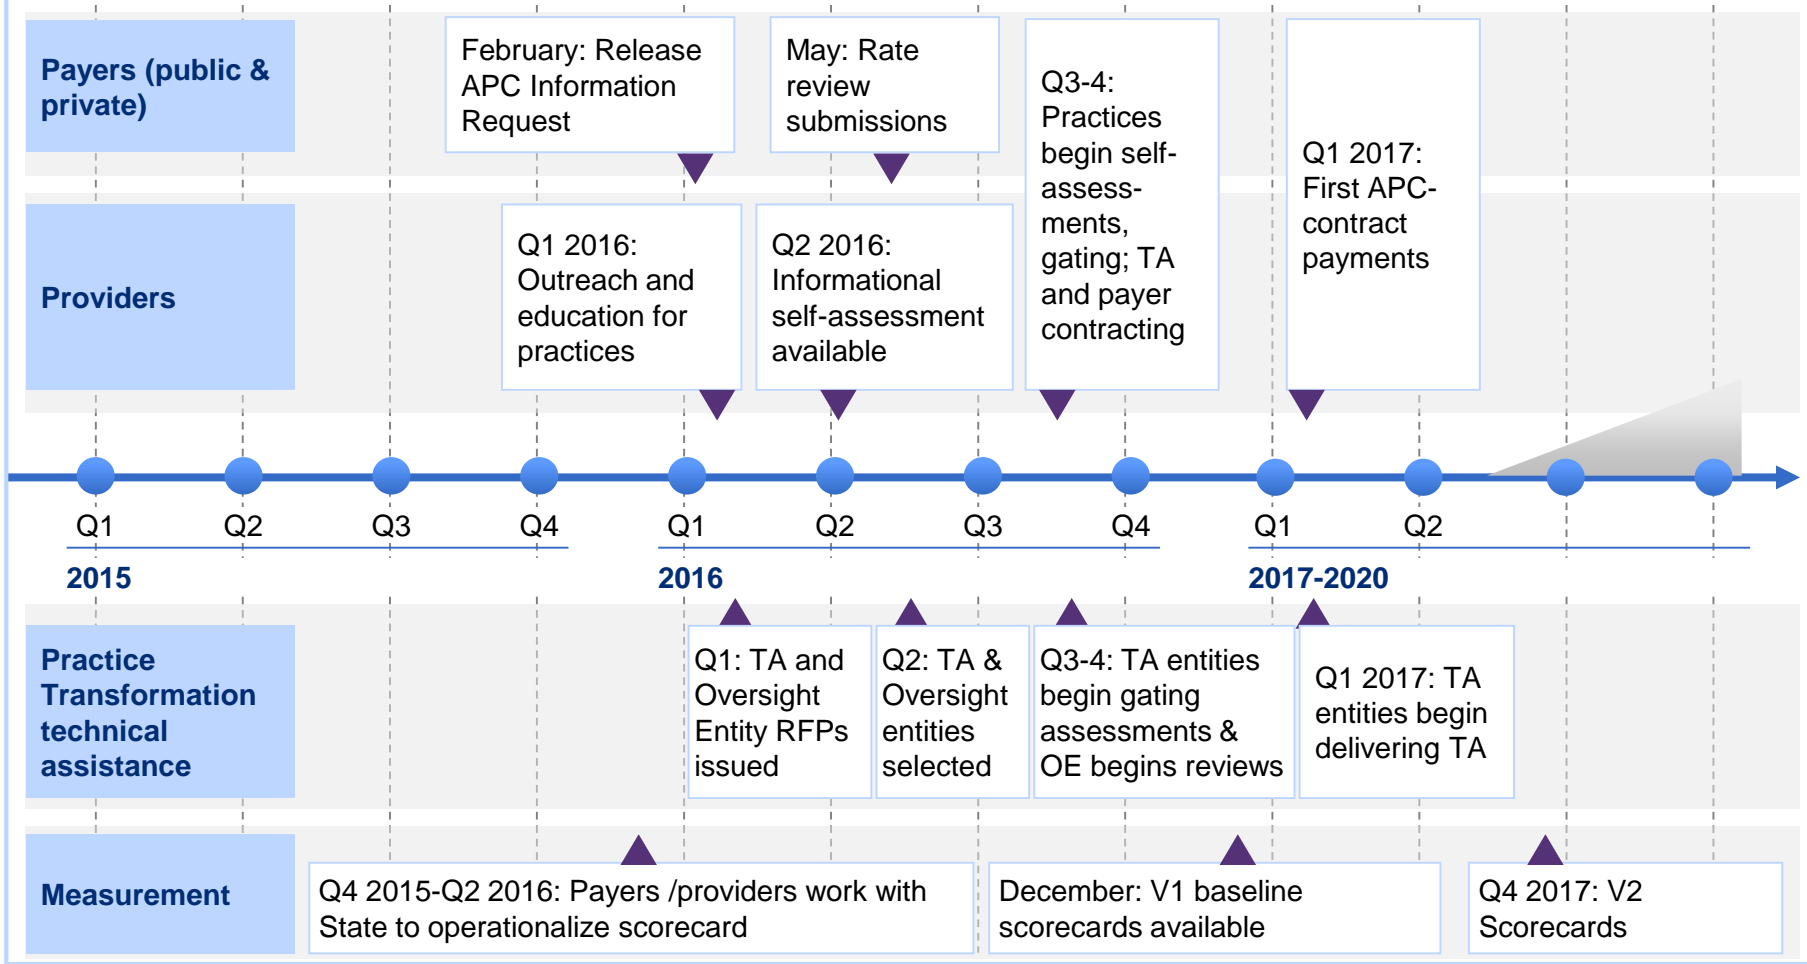 Payers (public &
private)
February: Release
APC Information
Request
May: Rate
review
submissions
Q3-4:
Practices
begin self-
assess-
ments,
gating; TA
and payer
contracting
Q1 2017:
First APC-
contract
payments
Providers
Q1 2016:
Outreach and
education for
practices
Q2 2016:
Informational
self-assessment
available
Q1 Q2 Q3 Q4 Q1 Q2 Q3 Q4 Q1 Q2
2015 2016 2017-2020
Practice
Transformation
technical
assistance
Q1: TA and
Oversight
Entity RFPs
issued
Q2: TA &
Oversight
entities
selected
Q3-4: TA entities
begin gating
assessments &
OE begins reviews
Q1 2017: TA
entities begin
delivering TA
Measurement
Q4 2015-Q2 2016: Payers /providers work with
State to operationalize scorecard
December: V1 baseline
scorecards available
Q4 2017: V2
Scorecards